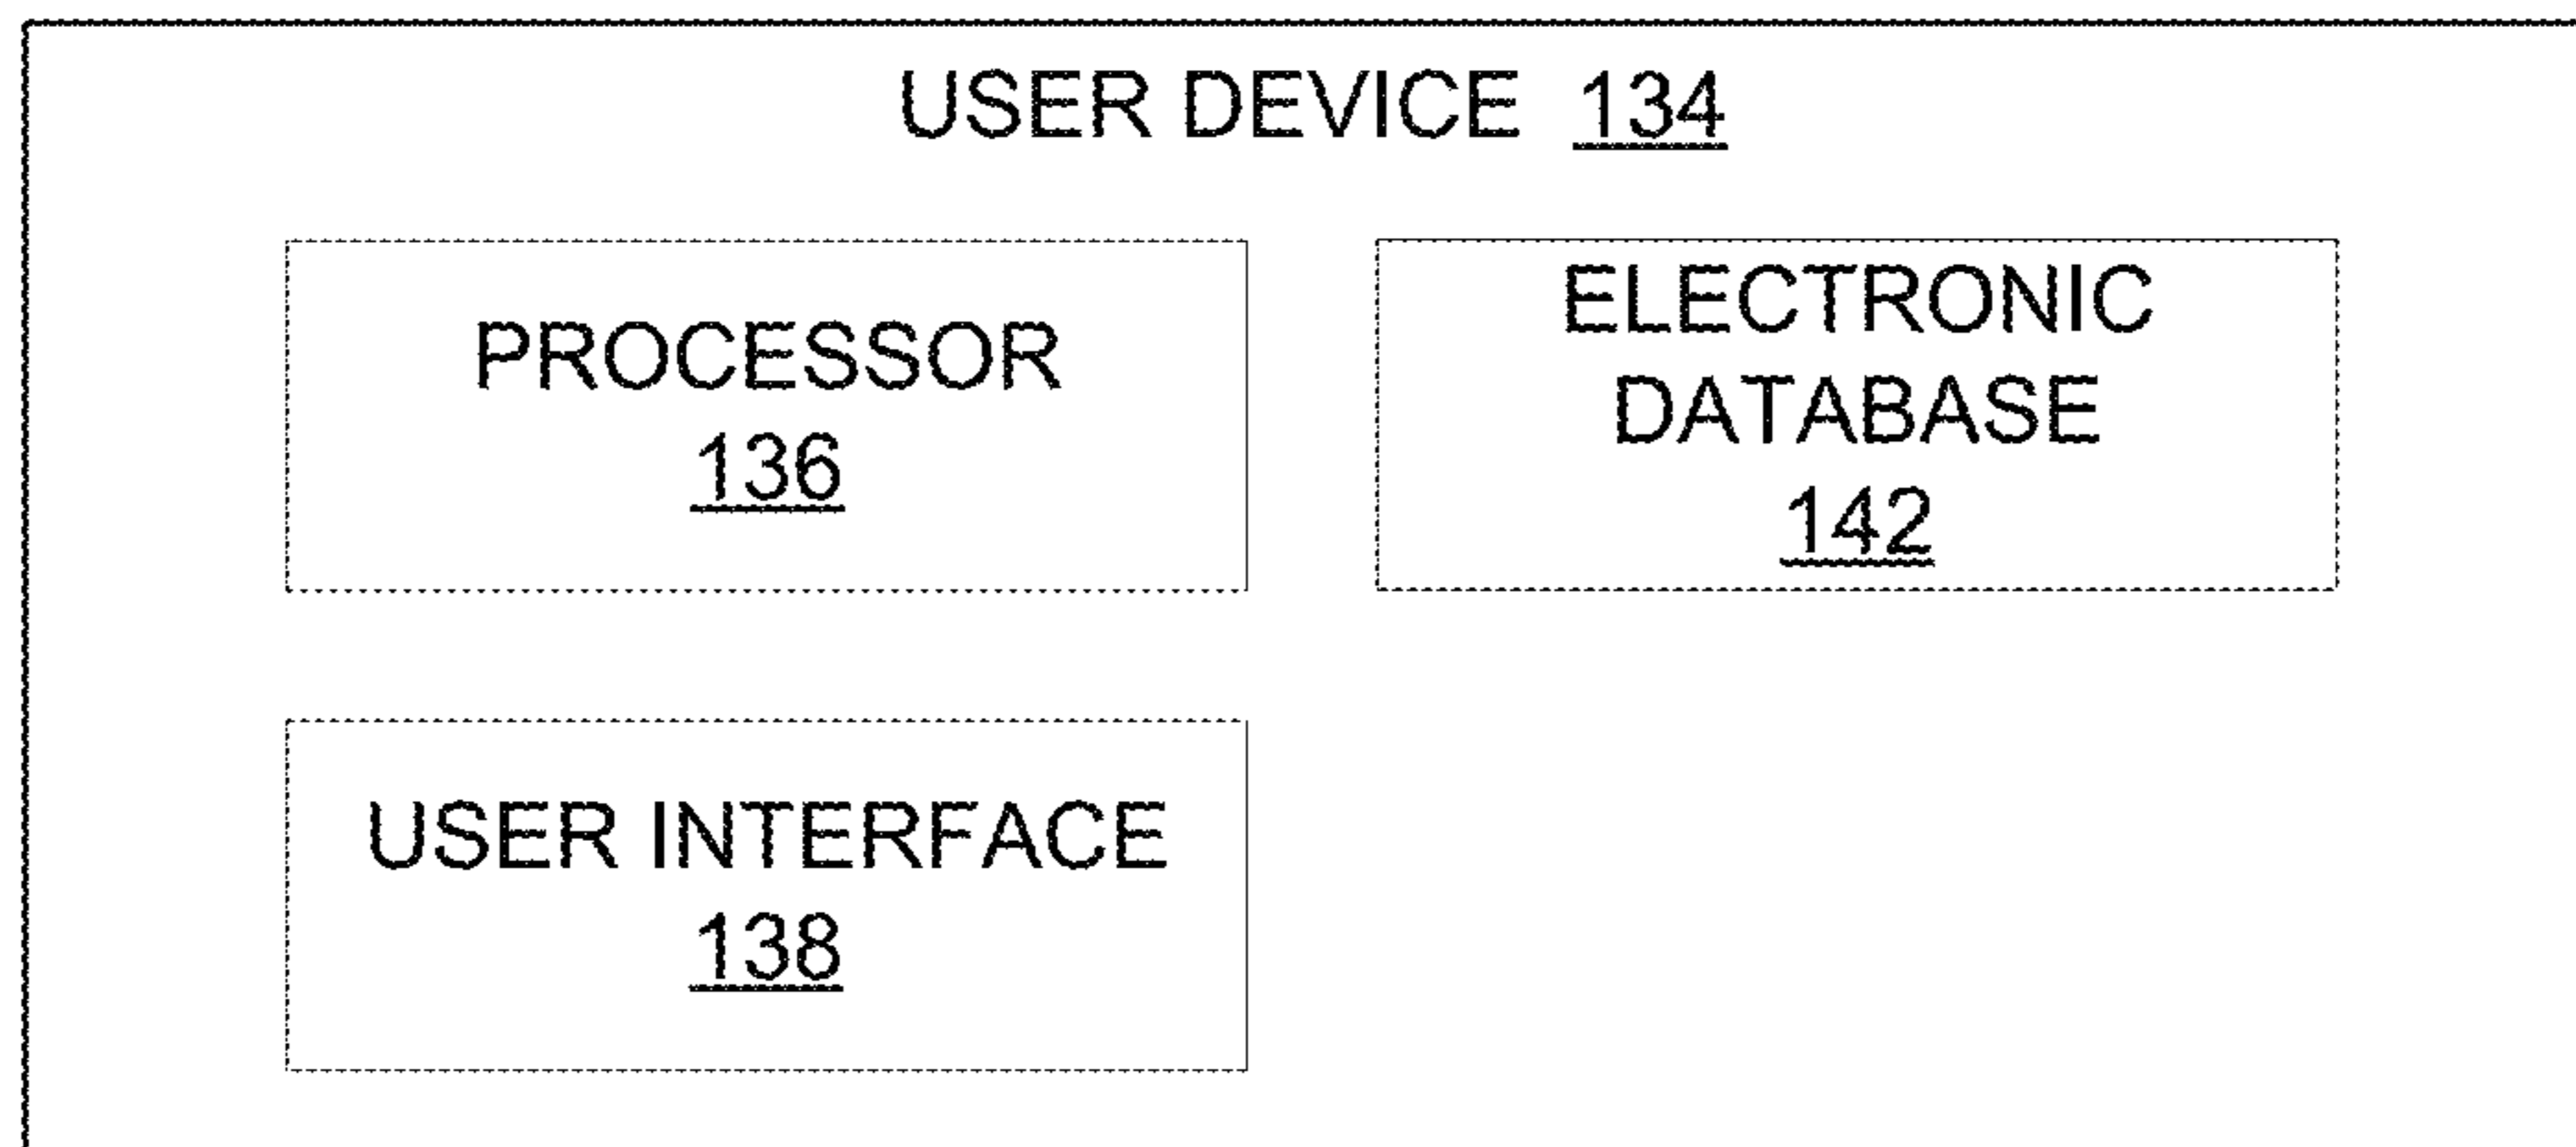 USER DEVICE 134
PROCESSOR
136
ELECTRONIC
DATABASE
142
USER INTERFACE
138